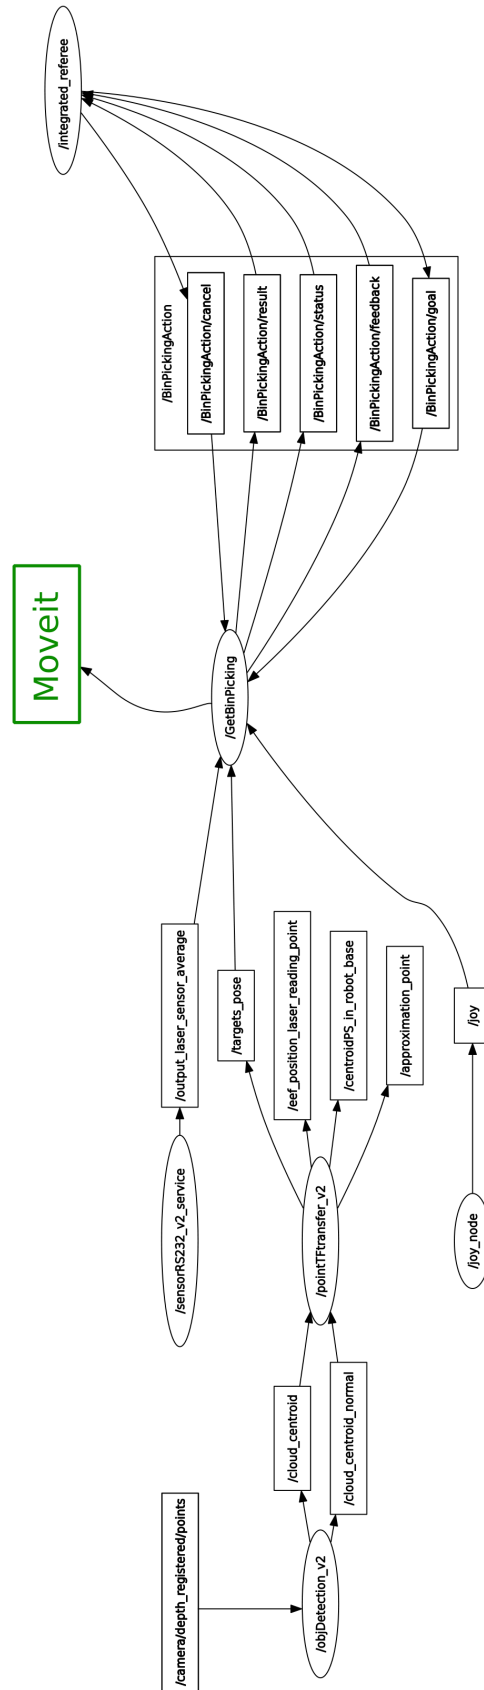 /camera/depth_registered/points
/objDetection_v2
/cloud_centroid
/cloud_centroid_normal
/sensorRS232_v2_service
/pointTFtransfer_v2
/joy_node
/output_laser_sensor_average
/targets_pose
/eef_position_laser_reading_point
/centroidPS_in_robot_base
/approximation_point
/joy
Moveit
/GetBinPicking
/BinPickingAction
/BinPickingAction/cancel
/BinPickingAction/result
/BinPickingAction/status
/BinPickingAction/feedback
/BinPickingAction/goal
/integrated_referee